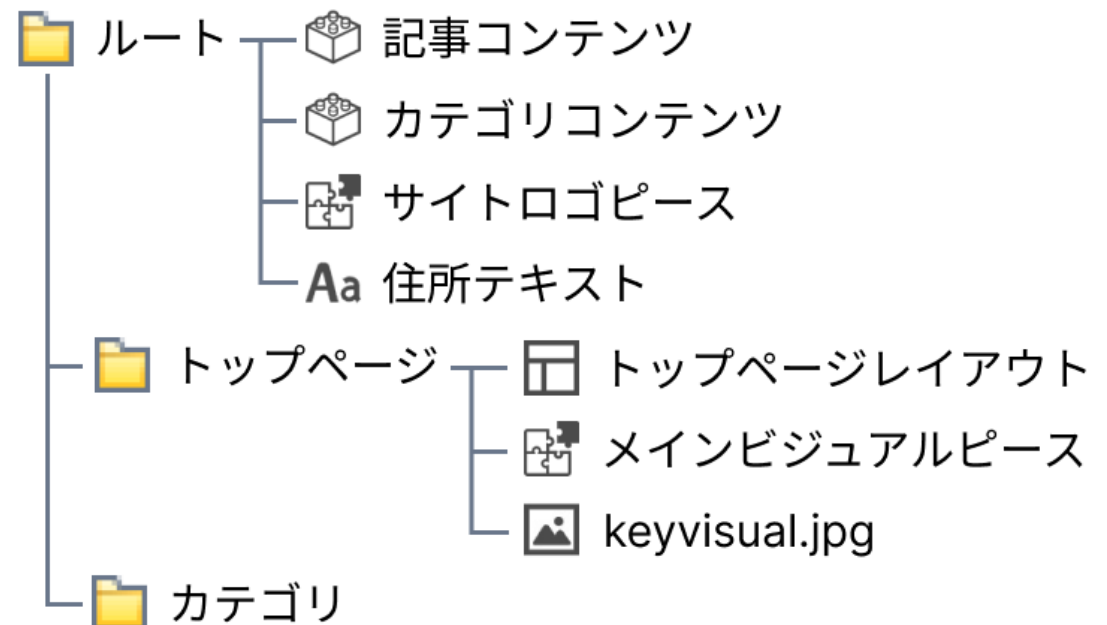 ルート
記事コンテンツ
カテゴリコンテンツ
サイトロゴピース
Aa 住所テキスト
トップページ
トップページレイアウト
メインビジュアルピース
keyvisual.jpg
カテゴリ